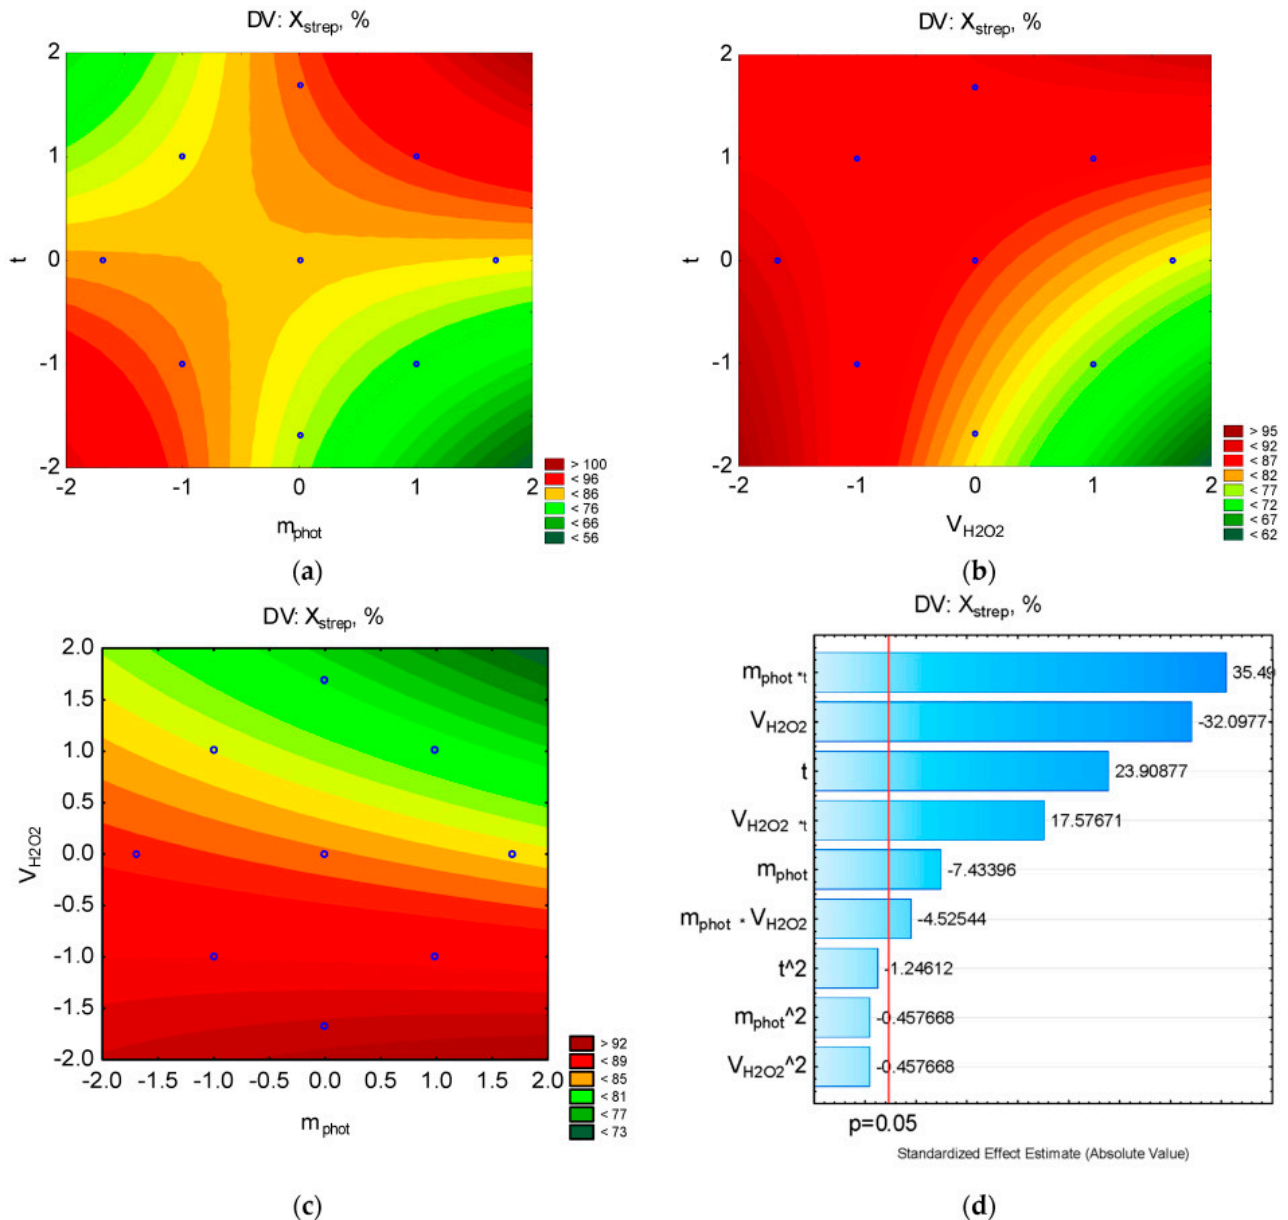 DV: Xstrep, %
2
1
0
-1
-2
t
-2 -1 0 1 2
mphot
> 100
< 96
< 86
< 76
< 66
< 56
(a)
DV: Xstrep, %
2
1
0
-1
-2
t
-2 -1 0 1 2
VH2O2
> 95
< 92
< 87
< 82
< 77
< 72
< 67
< 62
(b)
DV: Xstrep, %
2.0
1.5
1.0
0.5
0.0
-0.5
-1.0
-1.5
-2.0
VH2O2
-2.0 -1.5 -1.0 -0.5 0.0 0.5 1.0 1.5 2.0
mphot
> 92
< 89
< 85
< 81
< 77
< 73
(c)
DV: Xstrep, %
mphot *t 35.49
VH2O2 -32.0977
t 23.90877
VH2O2 *t 17.57671
mphot -7.43396
mphot * VH2O2 -4.52544
t^2 -1.24612
mphot^2 -0.457668
VH2O2^2 -0.457668
p=0.05
Standardized Effect Estimate (Absolute Value)
(d)